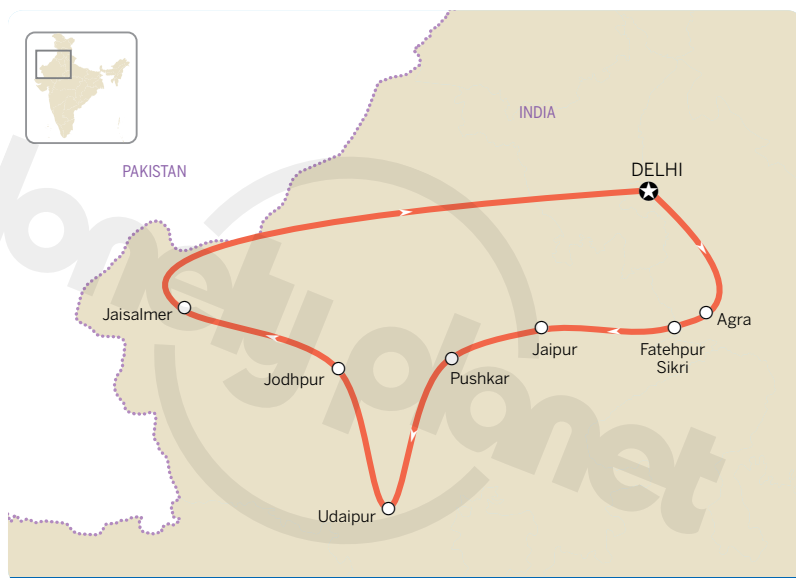 INDIA
PAKISTAN
DELHI
Jaisalmer
Agra
Jaipur
Fatehpur
Sikri
Jodhpur
Pushkar
Udaipur
lonely planet